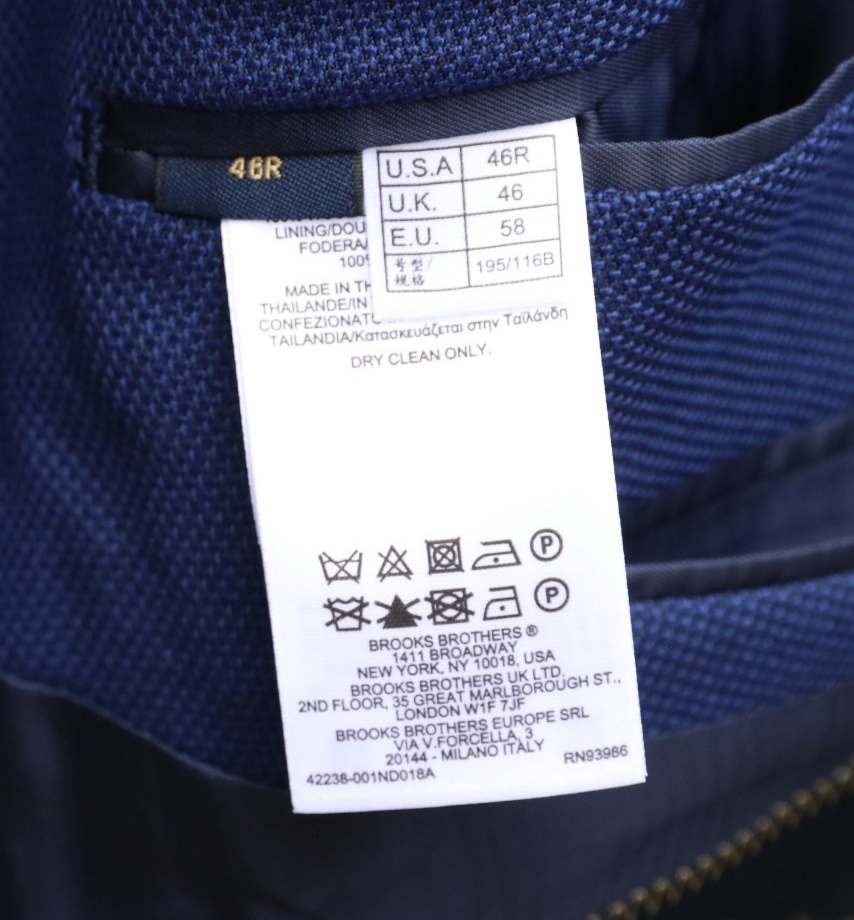 46R
U.S.A 46R
U.K. 46
E.U. 58
号型/规格 195/116B
LINING/DOU
FODERA/
100%
MADE IN TH
THAILANDE/IN
CONFEZIONATO
TAILANDIA/Κατασκευάζεται στην Ταϊλάνδη
DRY CLEAN ONLY.
P
P
BROOKS BROTHERS ®
1411 BROADWAY
NEW YORK, NY 10018, USA
BROOKS BROTHERS UK LTD.
2ND FLOOR, 35 GREAT MARLBOROUGH ST.,
LONDON W1F 7JF
BROOKS BROTHERS EUROPE SRL
VIA V.FORCELLA, 3
20144 - MILANO ITALY
42238-001ND018A RN93986